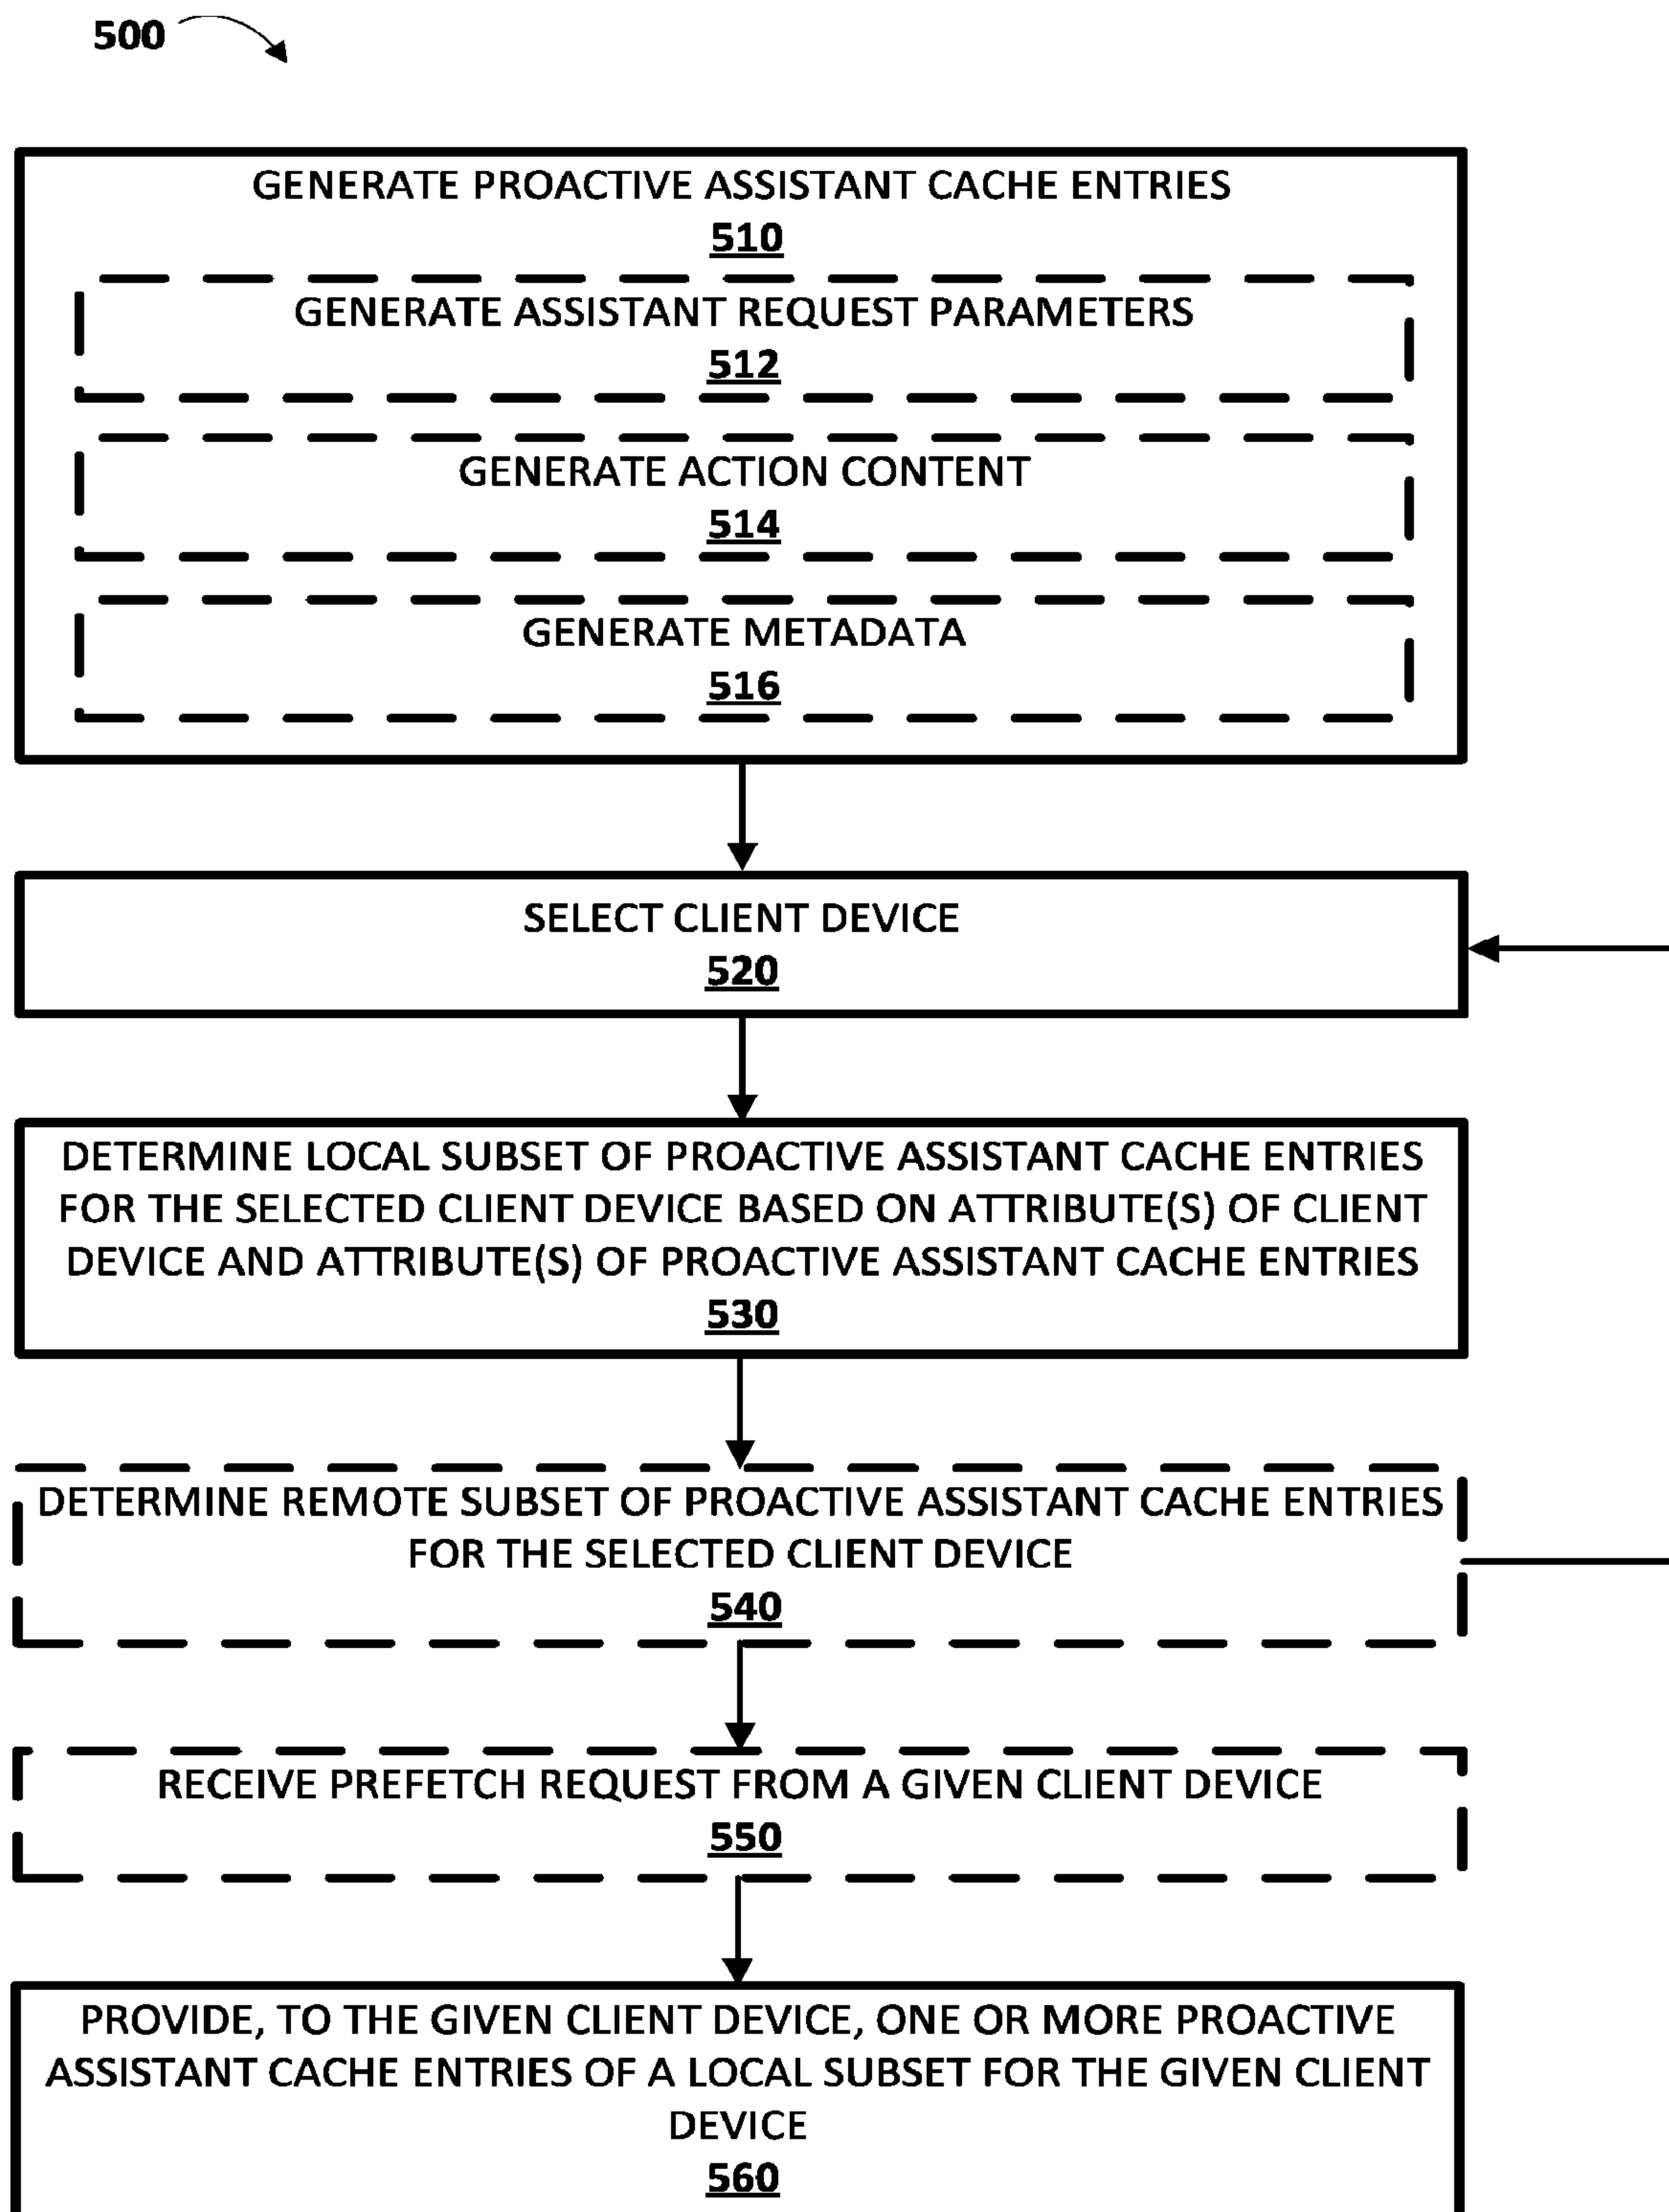 500
GENERATE PROACTIVE ASSISTANT CACHE ENTRIES
510
GENERATE ASSISTANT REQUEST PARAMETERS
512
GENERATE ACTION CONTENT
514
GENERATE METADATA
516
SELECT CLIENT DEVICE
520
DETERMINE LOCAL SUBSET OF PROACTIVE ASSISTANT CACHE ENTRIES
FOR THE SELECTED CLIENT DEVICE BASED ON ATTRIBUTE(S) OF CLIENT
DEVICE AND ATTRIBUTE(S) OF PROACTIVE ASSISTANT CACHE ENTRIES
530
DETERMINE REMOTE SUBSET OF PROACTIVE ASSISTANT CACHE ENTRIES
FOR THE SELECTED CLIENT DEVICE
540
RECEIVE PREFETCH REQUEST FROM A GIVEN CLIENT DEVICE
550
PROVIDE, TO THE GIVEN CLIENT DEVICE, ONE OR MORE PROACTIVE
ASSISTANT CACHE ENTRIES OF A LOCAL SUBSET FOR THE GIVEN CLIENT
DEVICE
560